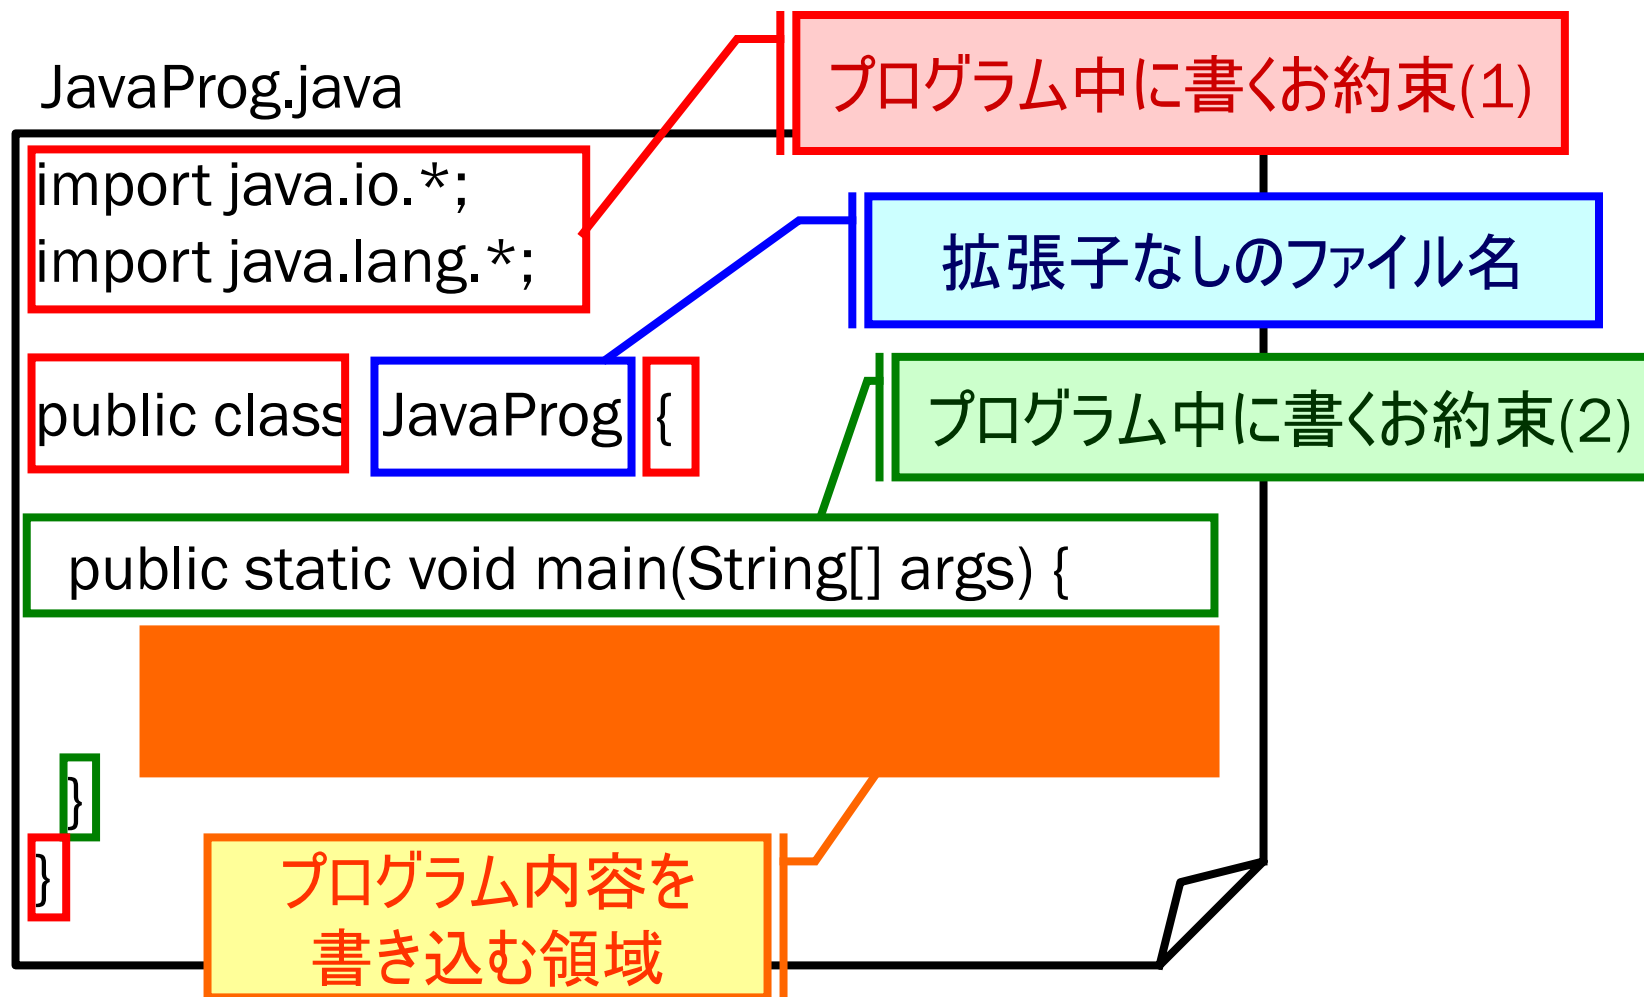 JavaProg.java
プログラム中に書くお約束(1)
import java.io.*;
import java.lang.*;
拡張子なしのファイル名
public class JavaProg {
プログラム中に書くお約束(2)
public static void main(String[] args) {
}
}
プログラム内容を
書き込む領域